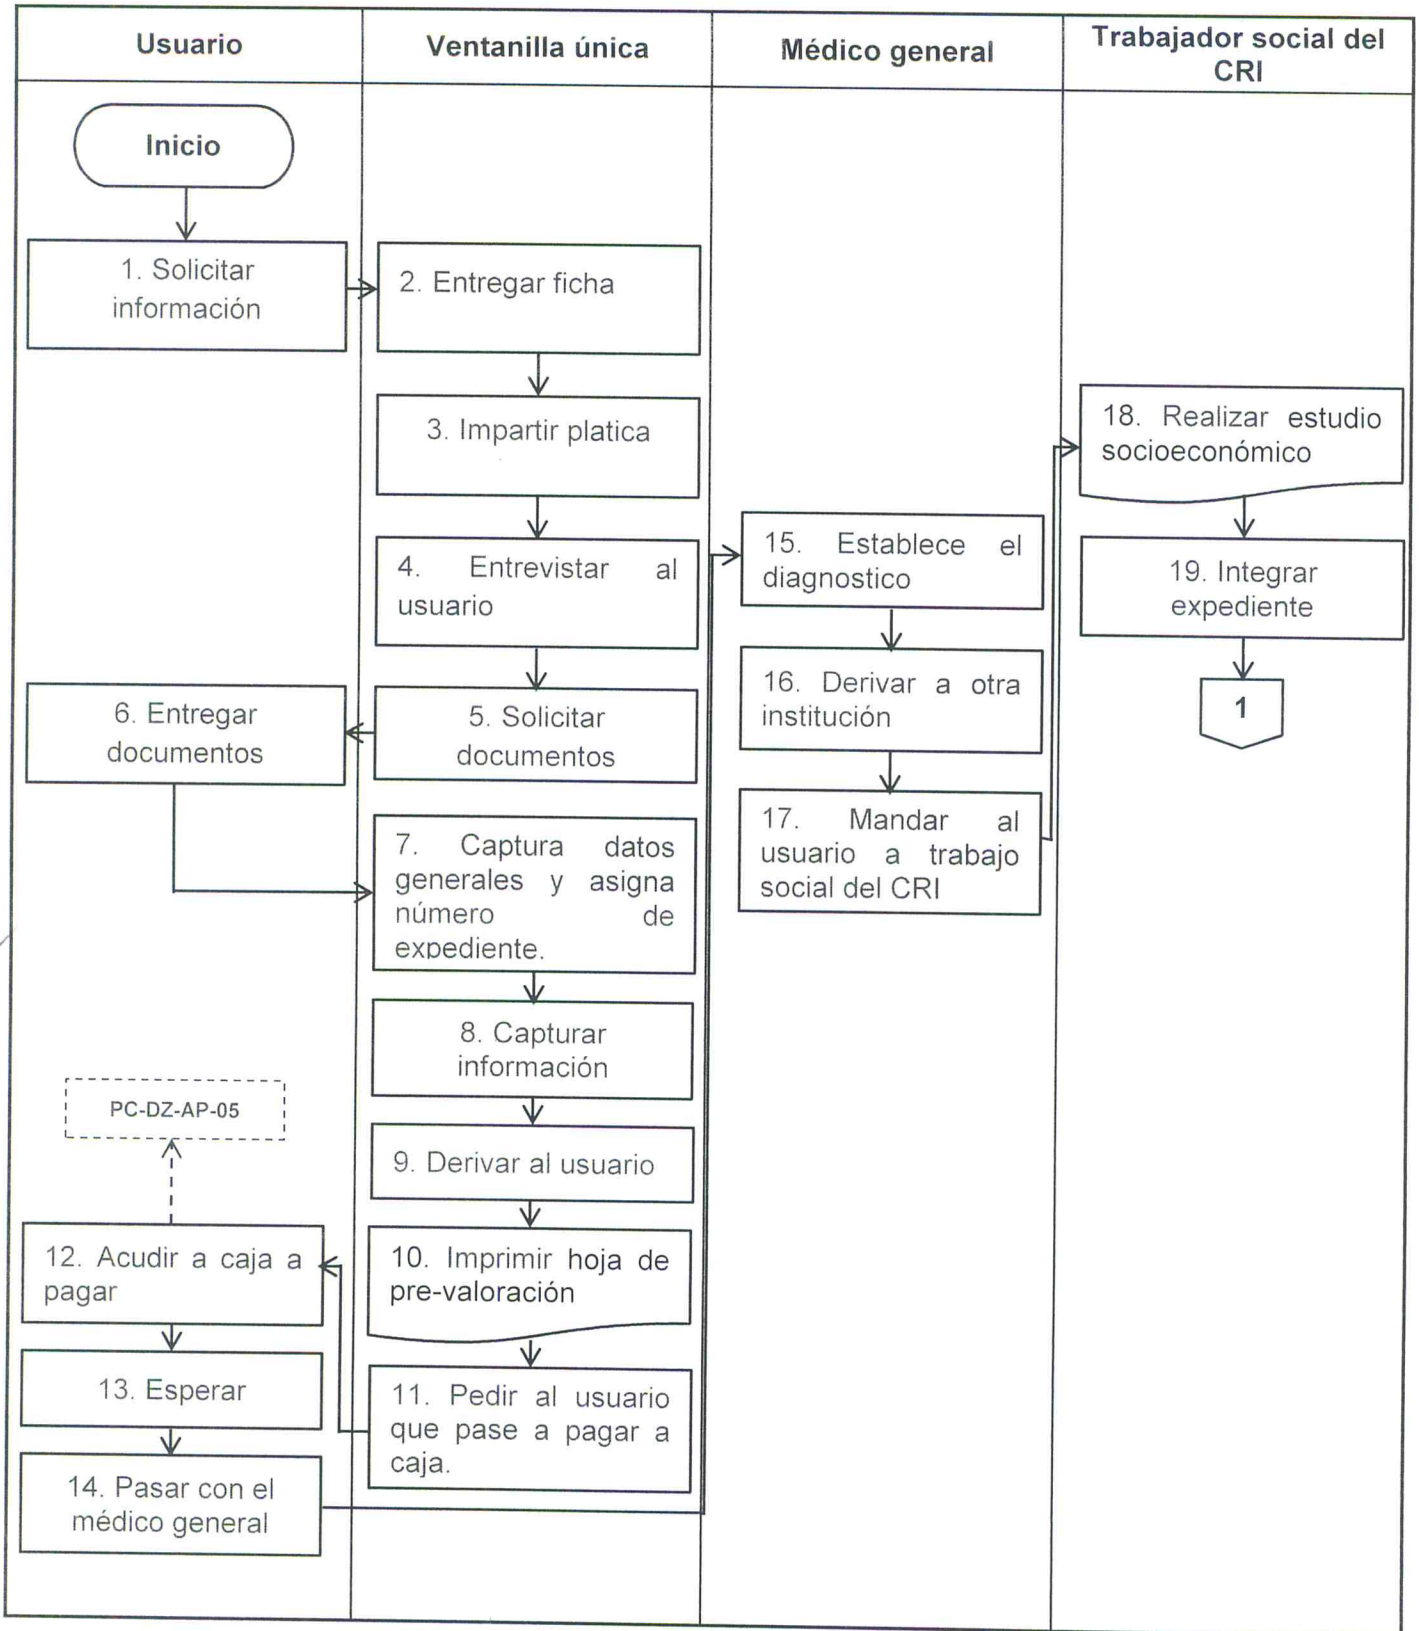 Usuario
Ventanilla única
Médico general
Trabajador social del
CRI
Inicio
1. Solicitar
información
2. Entregar ficha
3. Impartir platica
4. Entrevistar al
usuario
5. Solicitar
documentos
6. Entregar
documentos
7. Captura datos
generales y asigna
número de
expediente.
8. Capturar
información
9. Derivar al usuario
10. Imprimir hoja de
pre-valoración
11. Pedir al usuario
que pase a pagar a
caja.
PC-DZ-AP-05
12. Acudir a caja a
pagar
13. Esperar
14. Pasar con el
médico general
15. Establece el
diagnostico
16. Derivar a otra
institución
17. Mandar al
usuario a trabajo
social del CRI
18. Realizar estudio
socioeconómico
19. Integrar
expediente
1